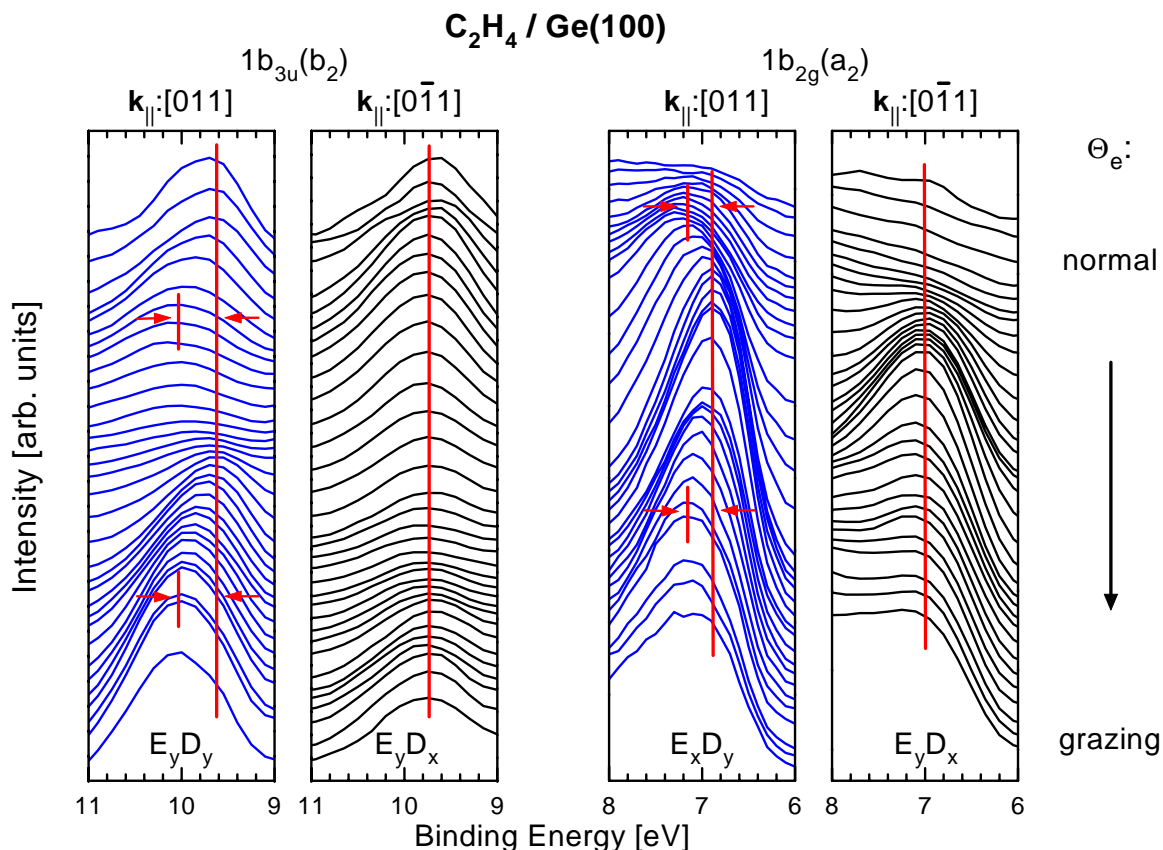 C₂H₄ / Ge(100)
1b₃ᵤ(b₂)
1b₂g(a₂)
k||:[011]
k||:[01̄1]
k||:[011]
k||:[01̄1]
Θₑ:
normal
grazing
Intensity [arb. units]
EyDy
EyDx
ExDy
EyDx
11 10 9
11 10 9
8 7 6
8 7 6
Binding Energy [eV]